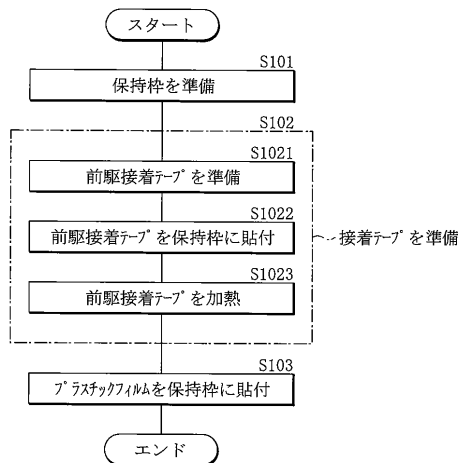 スタート
S101
保持枠を準備
S102
S1021
前駆接着ﾃｰﾌﾟを準備
S1022
前駆接着ﾃｰﾌﾟを保持枠に貼付
接着ﾃｰﾌﾟを準備
S1023
前駆接着ﾃｰﾌﾟを加熱
S103
ﾌﾟﾗｽﾁｯｸﾌｨﾙﾑを保持枠に貼付
エンド